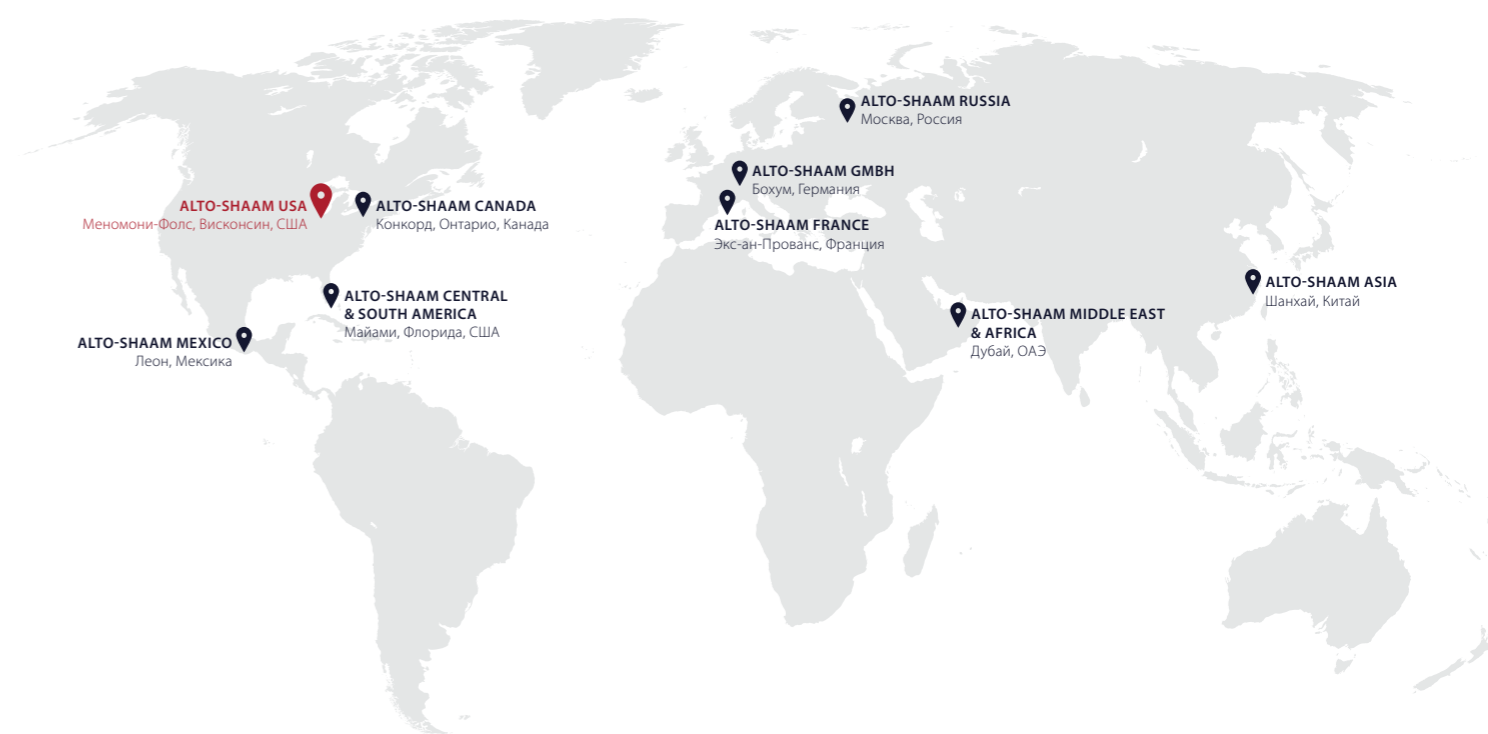 ALTO-SHAAM RUSSIA
Москва, Россия
ALTO-SHAAM GMBH
Бохум, Германия
ALTO-SHAAM USA
Меномони-Фолс, Висконсин, США
ALTO-SHAAM CANADA
Конкорд, Онтарио, Канада
ALTO-SHAAM FRANCE
Экс-ан-Прованс, Франция
ALTO-SHAAM ASIA
Шанхай, Китай
ALTO-SHAAM CENTRAL
& SOUTH AMERICA
Майами, Флорида, США
ALTO-SHAAM MIDDLE EAST
& AFRICA
Дубай, ОАЭ
ALTO-SHAAM MEXICO
Леон, Мексика